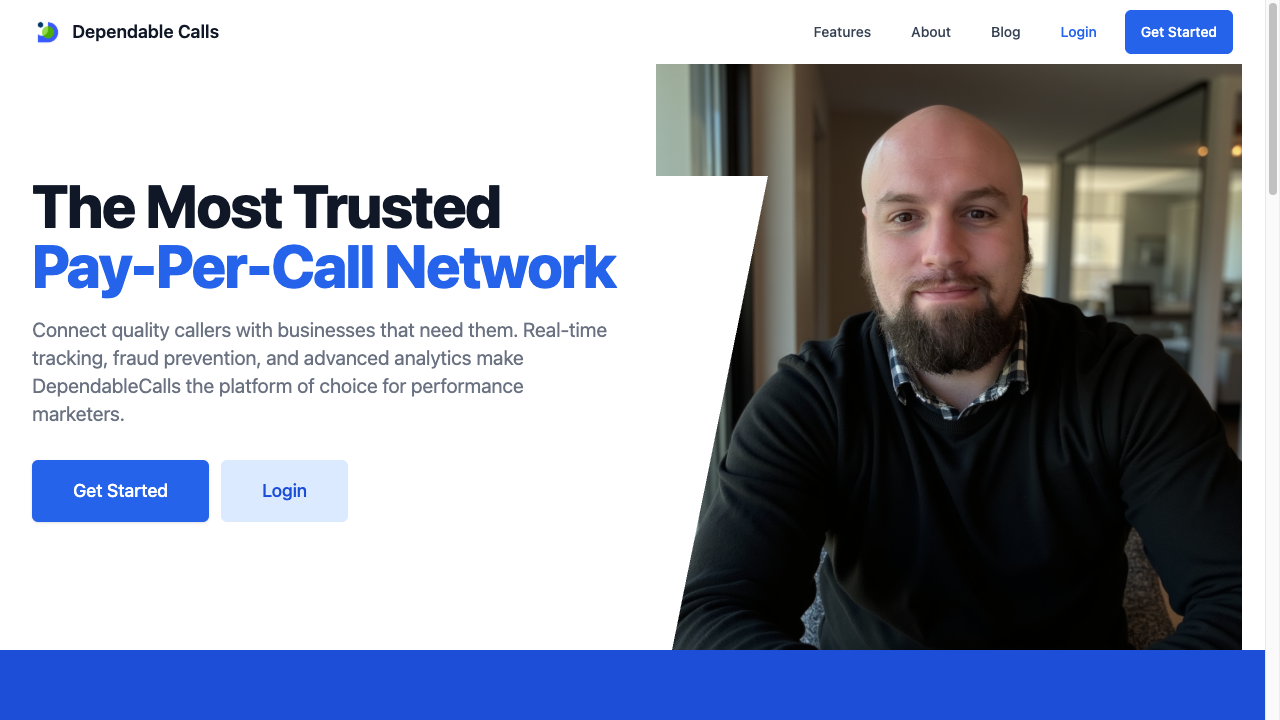 Dependable Calls
Features
About
Blog
Login
Get Started
The Most Trusted
Pay-Per-Call Network
Connect quality callers with businesses that need them. Real-time
tracking, fraud prevention, and advanced analytics make
DependableCalls the platform of choice for performance
marketers.
Get Started
Login